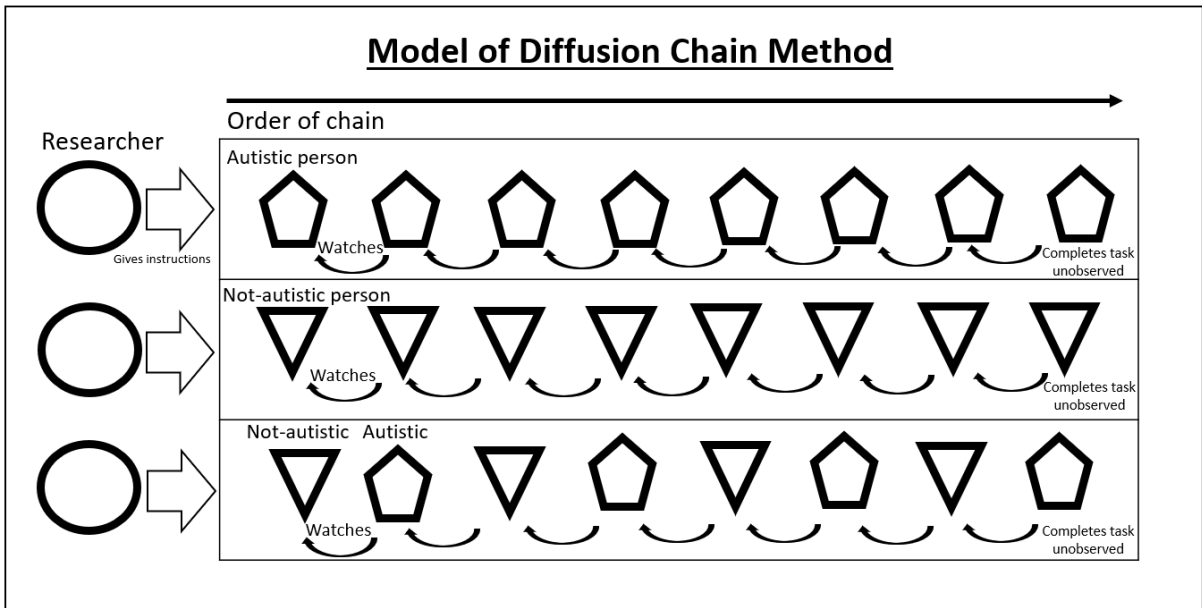 Model of Diffusion Chain Method
Order of chain
Researcher
Gives instructions
Autistic person
Watches
Completes task
unobserved
Not-autistic person
Watches
Completes task
unobserved
Not-autistic Autistic
Watches
Completes task
unobserved